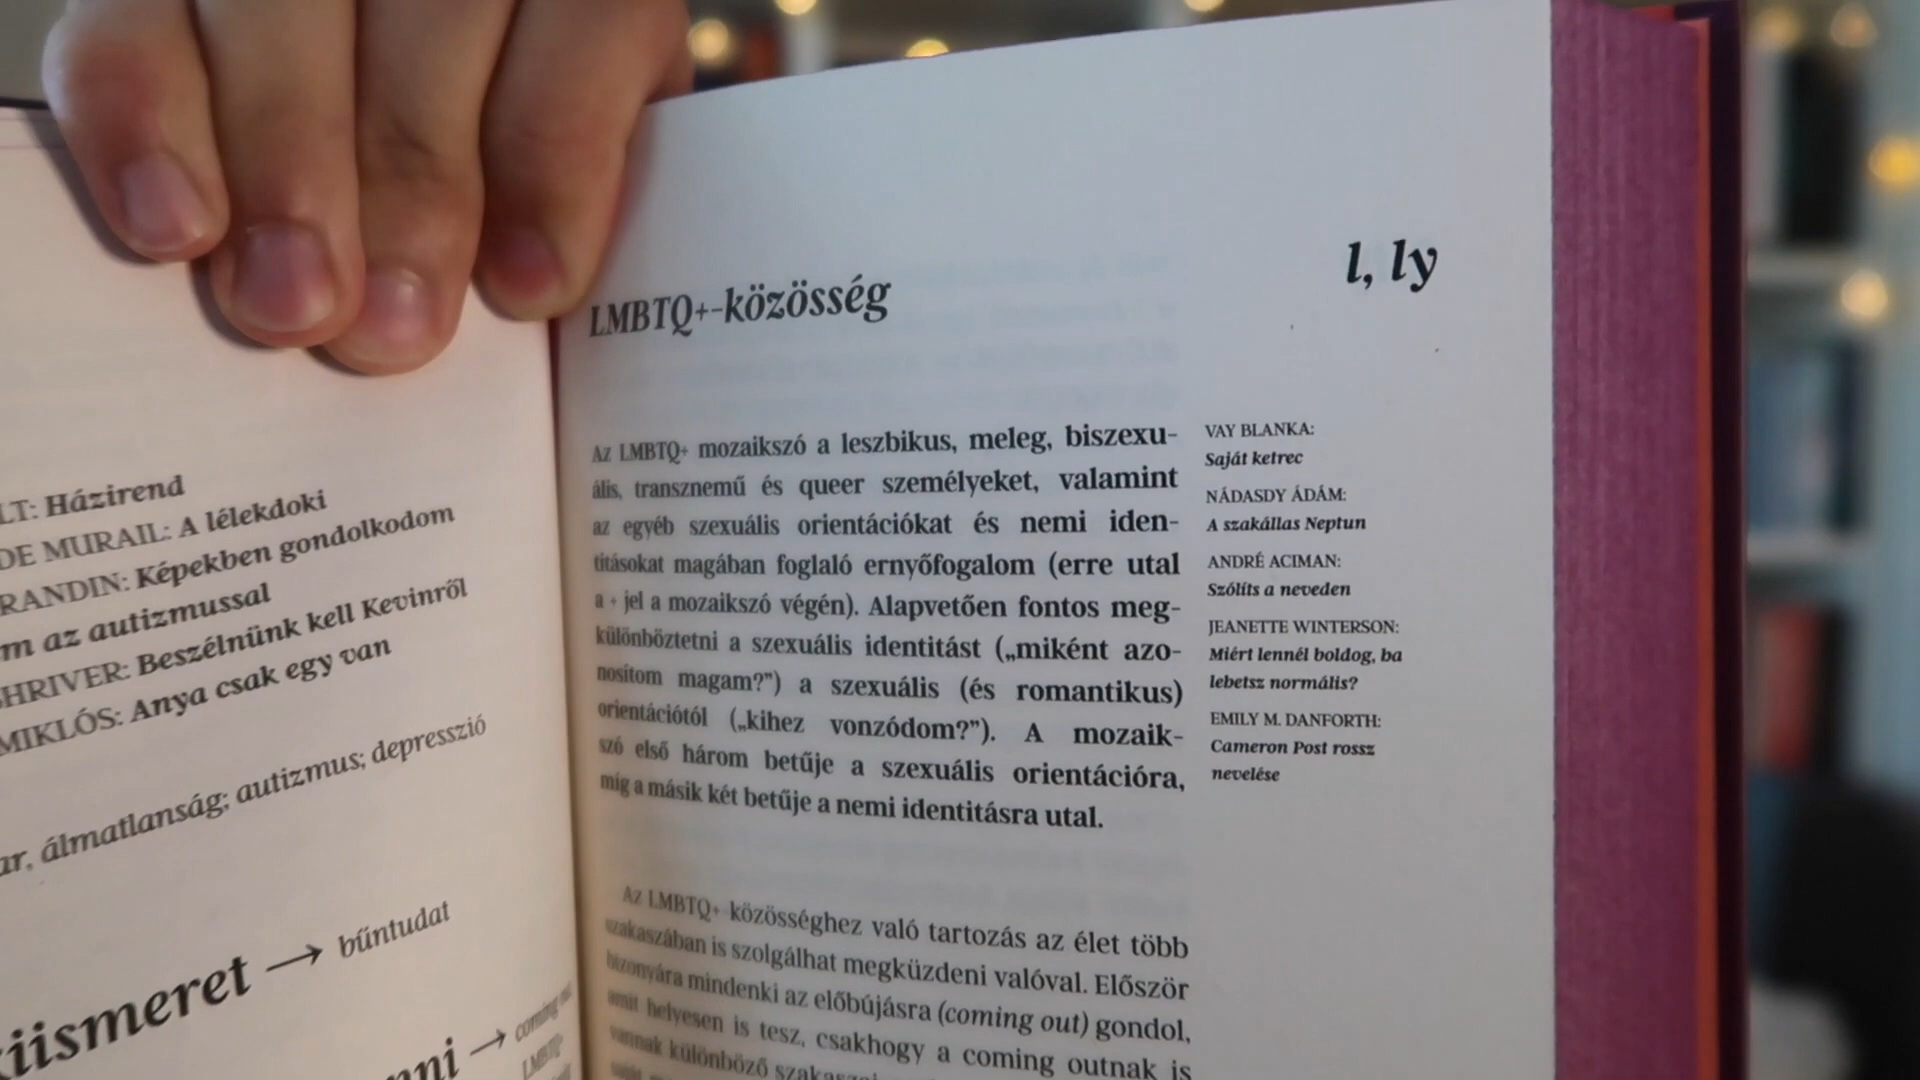 LT: Házirend
DE MURAIL: A lélekdoki
RANDIN: Képekben gondolkodom
m az autizmussal
HRIVER: Beszélnünk kell Kevinről
MIKLÓS: Anya csak egy van
ar, álmatlanság; autizmus; depresszió
iismeret → bűntudat
nni → coming
LMBTQ
l, ly
LMBTQ+-közösség
Az LMBTQ+ mozaikszó a leszbikus, meleg, biszexu-
ális, transznemű és queer személyeket, valamint
az egyéb szexuális orientációkat és nemi iden-
titásokat magában foglaló ernyőfogalom (erre utal
a + jel a mozaikszó végén). Alapvetően fontos meg-
különböztetni a szexuális identitást („miként azo-
nosítom magam?”) a szexuális (és romantikus)
orientációtól („kihez vonzódom?”). A mozaik-
szó első három betűje a szexuális orientációra,
míg a másik két betűje a nemi identitásra utal.
VAY BLANKA:
Saját ketrec
NÁDASDY ÁDÁM:
A szakállas Neptun
ANDRÉ ACIMAN:
Szólíts a neveden
JEANETTE WINTERSON:
Miért lennél boldog, ha
lehetsz normális?
EMILY M. DANFORTH:
Cameron Post rossz
nevelése
Az LMBTQ+ közösséghez való tartozás az élet több
szakaszában is szolgálhat megküzdeni valóval. Először
bizonyára mindenki az előbújásra (coming out) gondol,
amit helyesen is tesz, csakhogy a coming outnak is
vannak különböző